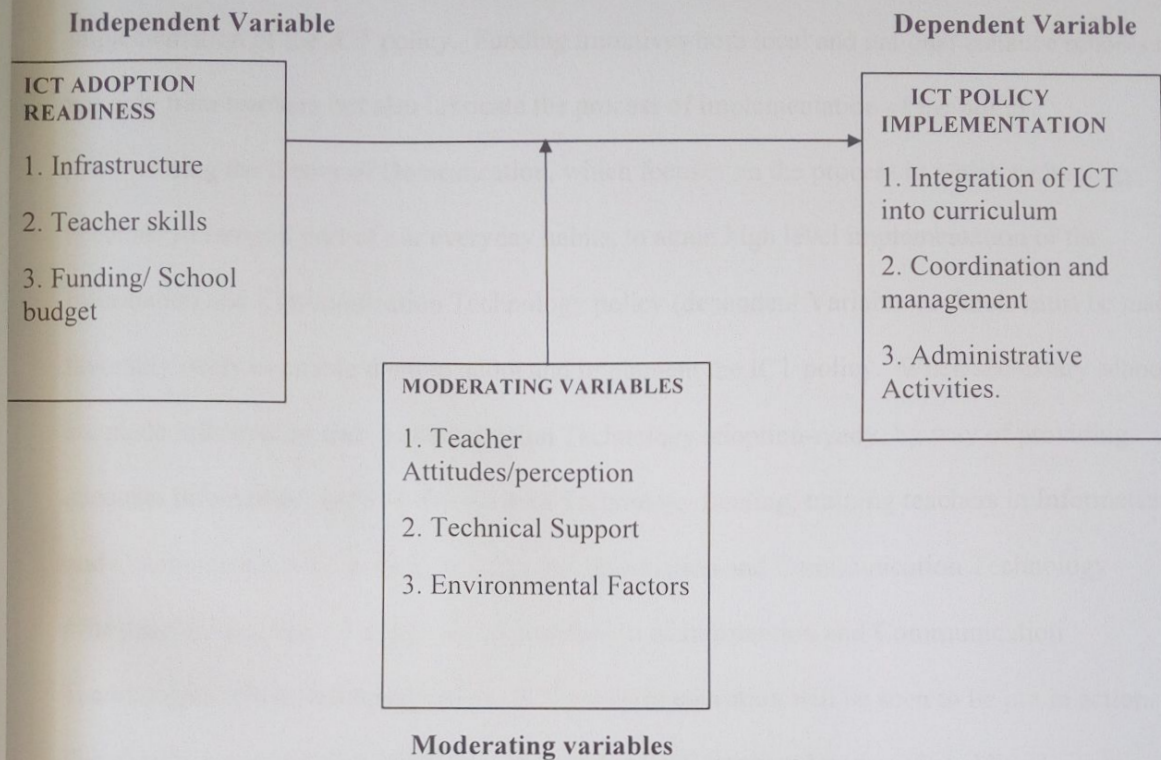 Independent Variable
ICT ADOPTION
READINESS
1. Infrastructure
2. Teacher skills
3. Funding/ School
budget
Dependent Variable
ICT POLICY
IMPLEMENTATION
1. Integration of ICT
into curriculum
2. Coordination and
management
3. Administrative
Activities.
MODERATING VARIABLES
1. Teacher
Attitudes/perception
2. Technical Support
3. Environmental Factors
Moderating variables